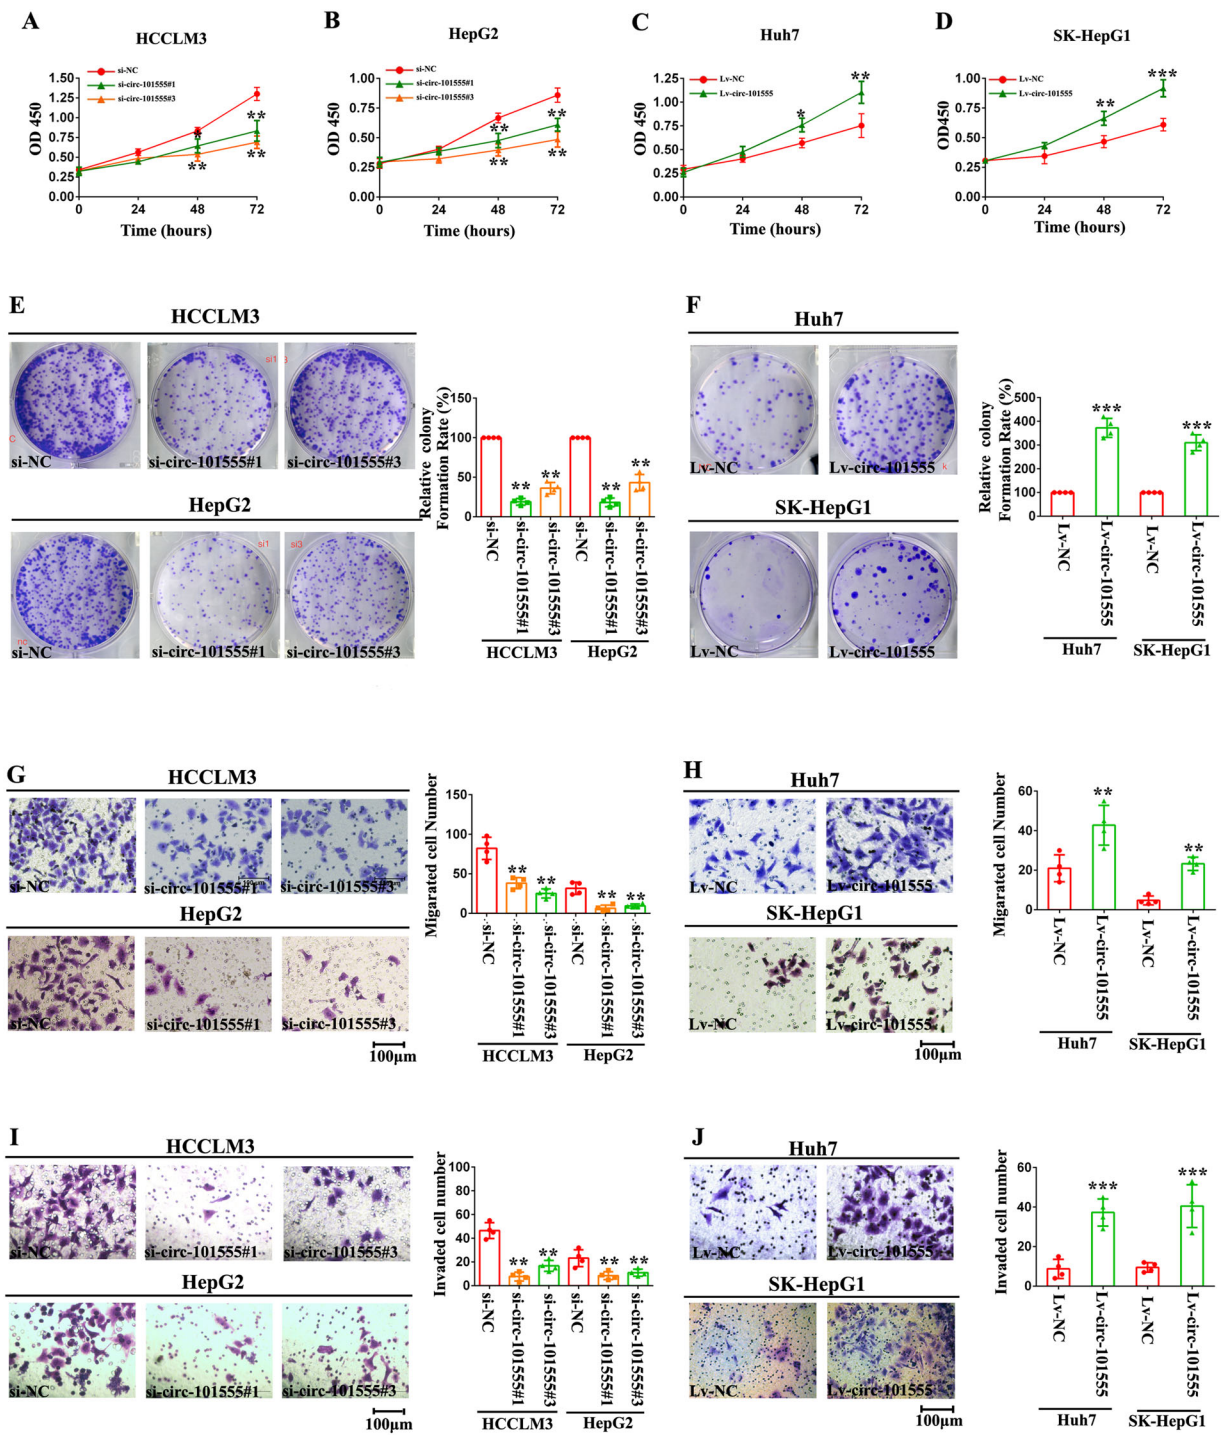 A
HCCLM3
si-NC
si-circ-101555#1
si-circ-101555#3
OD 450
1.50
1.25
1.00
0.75
0.50
0.25
0.00
*
**
**
**
0
24
48
72
Time (hours)
B
HepG2
si-NC
si-circ-101555#1
si-circ-101555#3
OD 450
1.00
0.75
0.50
0.25
0.00
**
**
**
**
0
24
48
72
Time (hours)
C
Huh7
Lv-NC
Lv-circ-101555
OD 450
1.25
1.00
0.75
0.50
0.25
0.00
*
**
0
24
48
72
Time (hours)
D
SK-HepG1
Lv-NC
Lv-circ-101555
OD450
1.00
0.75
0.50
0.25
0.00
**
***
0
24
48
72
Time (hours)
E
HCCLM3
C
si1
3
si-NC
si-circ-101555#1
si-circ-101555#3
HepG2
nc
si1
si3
si-NC
si-circ-101555#1
si-circ-101555#3
Relative colony
Formation Rate (%)
150
100
50
0
**
**
**
**
si-NC
si-circ-101555#1
si-circ-101555#3
si-NC
si-circ-101555#1
si-circ-101555#3
HCCLM3
HepG2
F
Huh7
Lv-NC
Lv-circ-101555
k
SK-HepG1
Lv-NC
Lv-circ-101555
Relative colony
Formation Rate (%)
500
400
300
200
100
0
***
***
Lv-NC
Lv-circ-101555
Lv-NC
Lv-circ-101555
Huh7
SK-HepG1
G
HCCLM3
si-NC
si-circ-101555#1
si-circ-101555#3
HepG2
si-NC
si-circ-101555#1
si-circ-101555#3
100μm
Migarated cell Number
150
100
50
0
**
**
**
**
si-NC
si-circ-101555#1
si-circ-101555#3
si-NC
si-circ-101555#1
si-circ-101555#3
HCCLM3
HepG2
H
Huh7
Lv-NC
Lv-circ-101555
SK-HepG1
Lv-NC
Lv-circ-101555
100μm
Migarated cell Number
60
40
20
0
**
**
Lv-NC
Lv-circ-101555
Lv-NC
Lv-circ-101555
Huh7
SK-HepG1
I
HCCLM3
si-NC
si-circ-101555#1
si-circ-101555#3
HepG2
si-NC
si-circ-101555#1
si-circ-101555#3
100μm
Invaded cell number
100
80
60
40
20
0
**
**
**
**
si-NC
si-circ-101555#1
si-circ-101555#3
si-NC
si-circ-101555#1
si-circ-101555#3
HCCLM3
HepG2
J
Huh7
Lv-NC
Lv-circ-101555
SK-HepG1
Lv-NC
Lv-circ-101555
100μm
Invaded cell number
60
40
20
0
***
***
Lv-NC
Lv-circ-101555
Lv-NC
Lv-circ-101555
Huh7
SK-HepG1